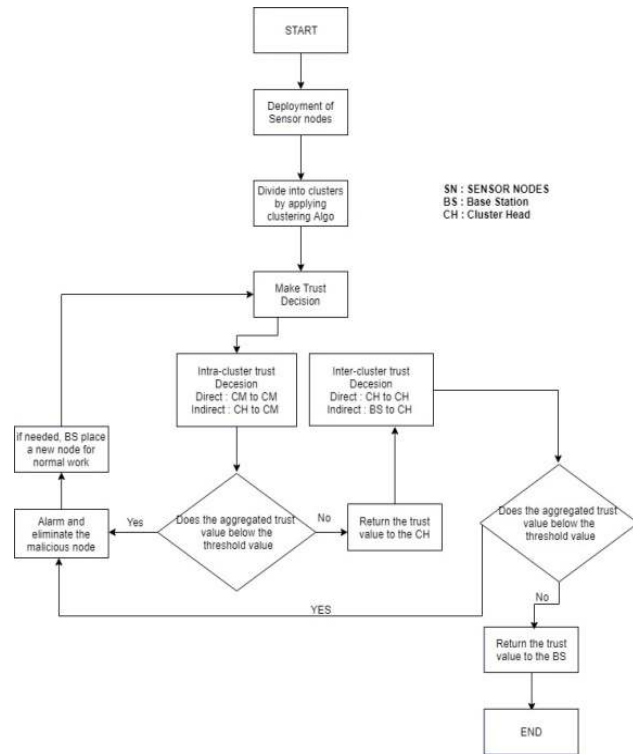 START
Deployment of
Sensor nodes
Divide into clusters
by applying
clustering Algo
SN : SENSOR NODES
BS : Base Station
CH : Cluster Head
Make Trust
Decision
Intra-cluster trust
Decesion
Direct : CM to CM
Indirect : CH to CM
Inter-cluster trust
Decesion
Direct : CH to CH
Indirect : BS to CH
if needed, BS place
a new node for
normal work
Alarm and
eliminate the
malicious node
Yes
Does the aggregated trust
value below the
threshold value
No
Return the trust
value to the CH
Does the aggregated trust
value below the
threshold value
YES
No
Return the trust
value to the BS
END